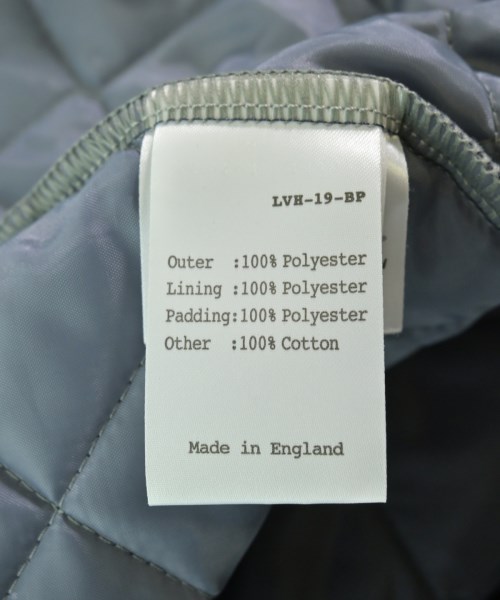 LVH-19-BP
Outer :100% Polyester
Lining :100% Polyester
Padding:100% Polyester
Other :100% Cotton
Made in England